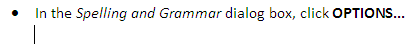 • In the Spelling and Grammar dialog box, click OPTIONS...